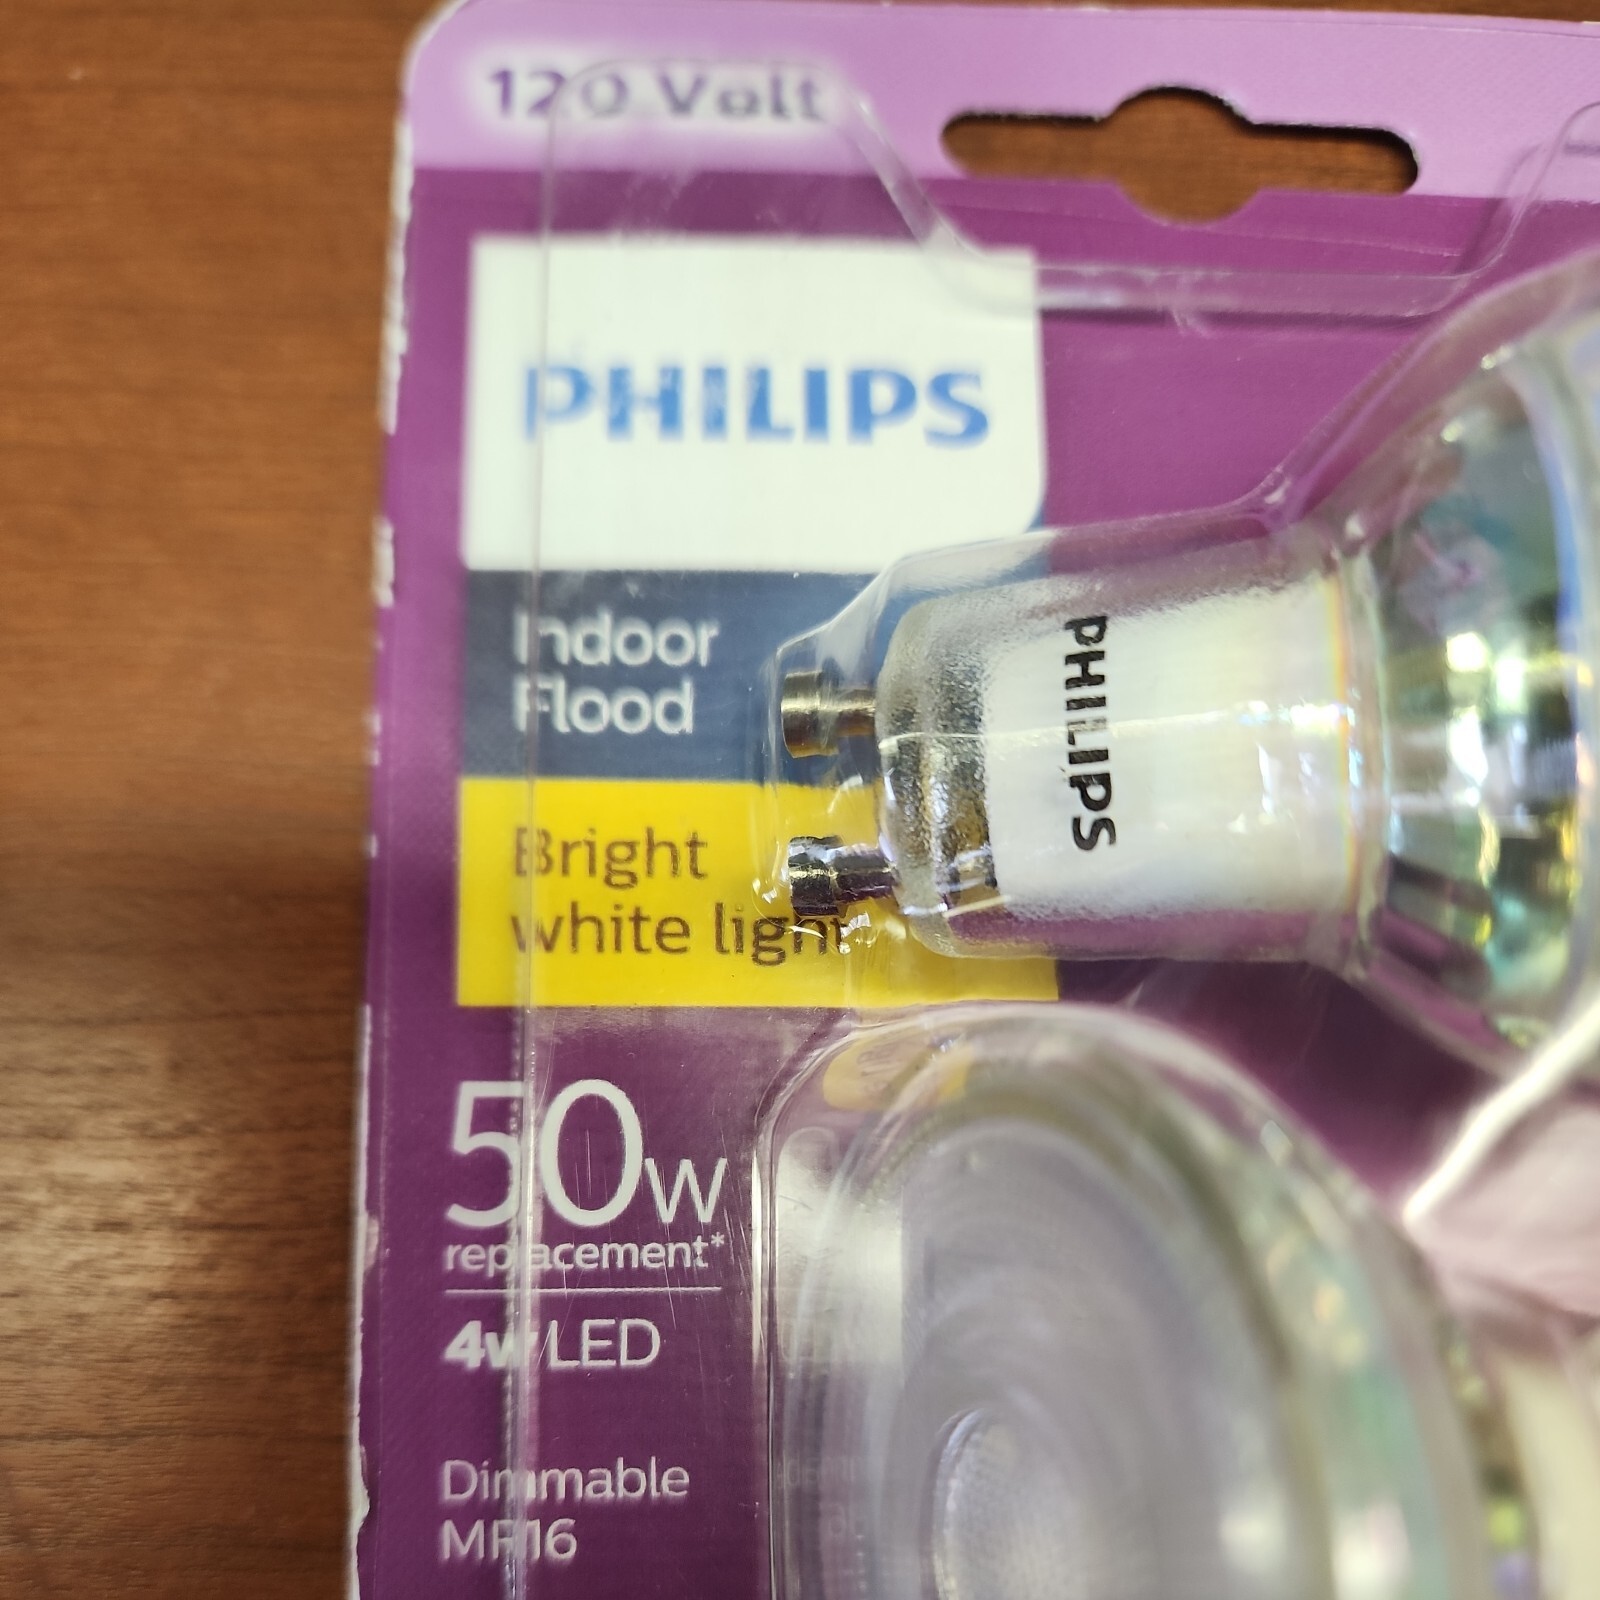 120 Volt
PHILIPS
Indoor
Flood
Bright
white light
PHILIPS
50W
replacement*
4w LED
Dimmable
MR16